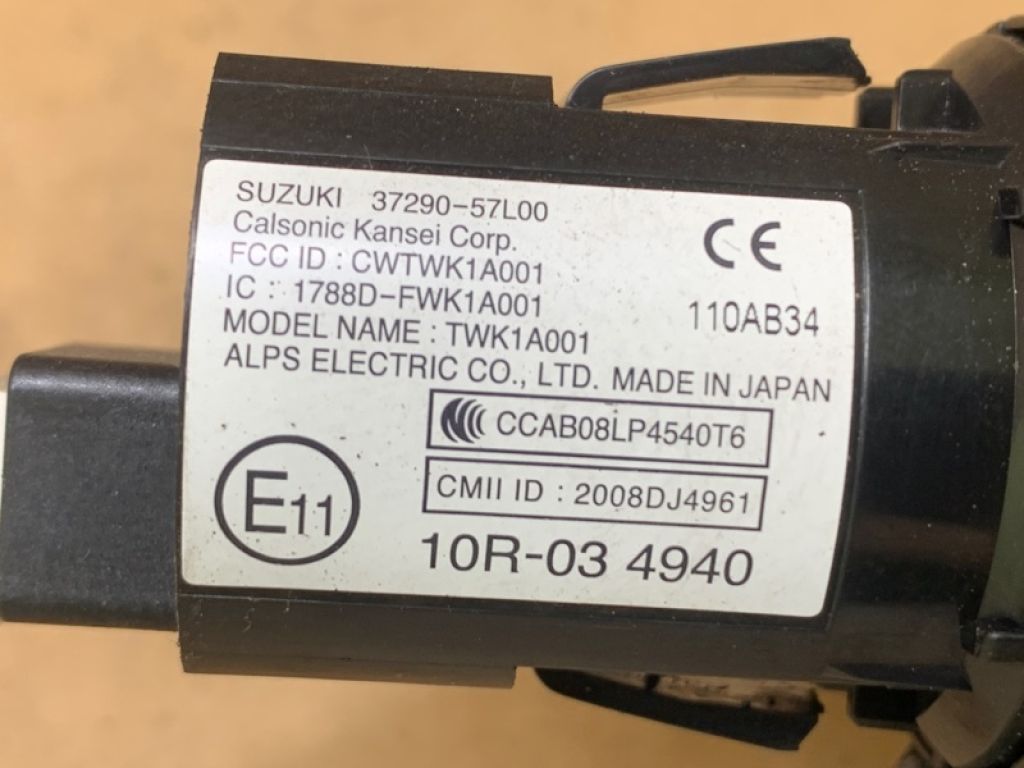 SUZUKI 37290-57L00
Calsonic Kansei Corp.
FCC ID : CWTWK1A001
IC : 1788D-FWK1A001
MODEL NAME : TWK1A001
ALPS ELECTRIC CO., LTD. MADE IN JAPAN
CE
110AB34
CCAB08LP4540T6
CMII ID : 2008DJ4961
E11
10R-03 4940